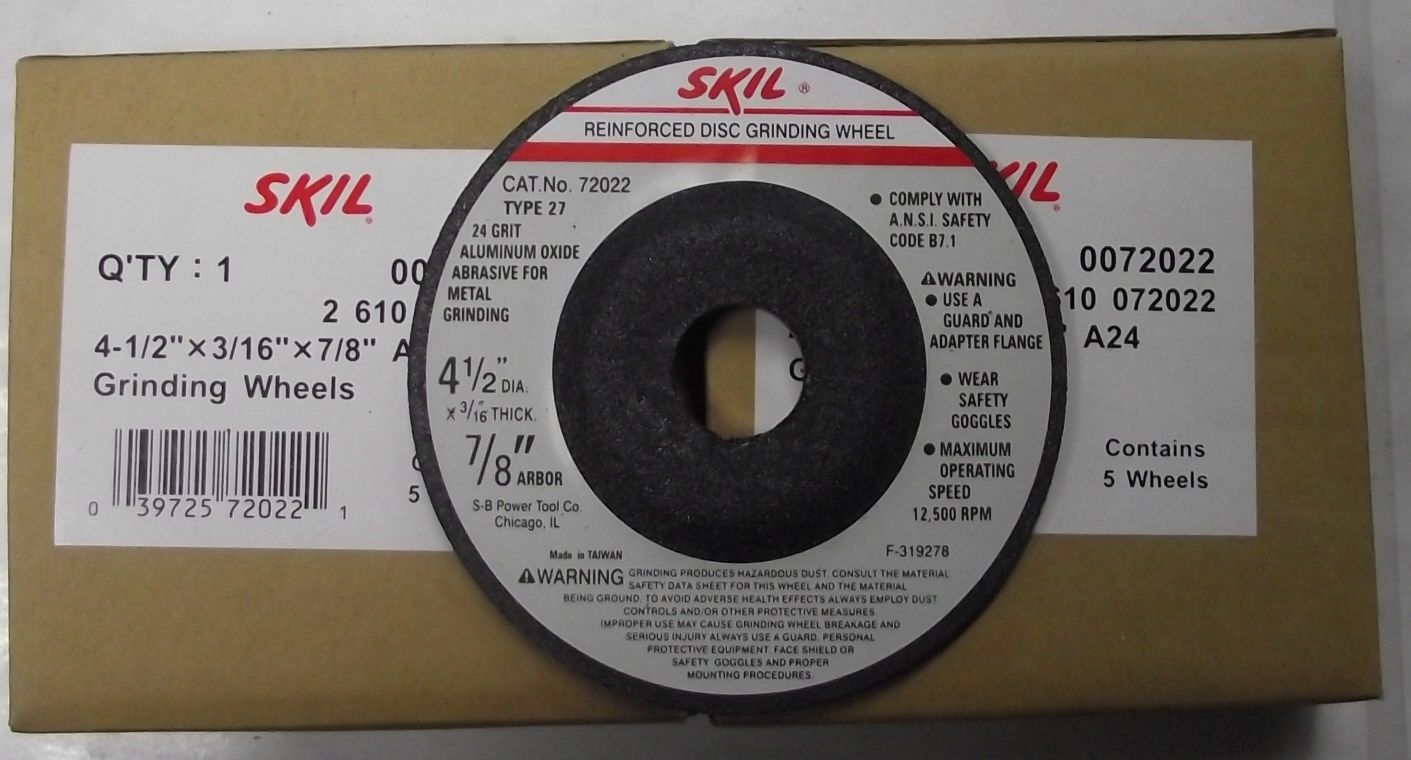 SKIL ®
REINFORCED DISC GRINDING WHEEL
CAT.No. 72022
TYPE 27
24 GRIT
ALUMINUM OXIDE
ABRASIVE FOR
METAL
GRINDING
4 1/2" DIA.
x 3/16" THICK.
7/8" ARBOR
S-B Power Tool Co.
Chicago, IL
Made in TAIWAN
● COMPLY WITH
A.N.S.I. SAFETY
CODE B7.1
⚠WARNING
● USE A
GUARD AND
ADAPTER FLANGE
● WEAR
SAFETY
GOGGLES
● MAXIMUM
OPERATING
SPEED
12,500 RPM
F-319278
⚠WARNING GRINDING PRODUCES HAZARDOUS DUST. CONSULT THE MATERIAL
SAFETY DATA SHEET FOR THIS WHEEL AND THE MATERIAL
BEING GROUND. TO AVOID ADVERSE HEALTH EFFECTS ALWAYS EMPLOY DUST
CONTROLS AND/OR OTHER PROTECTIVE MEASURES.
IMPROPER USE MAY CAUSE GRINDING WHEEL BREAKAGE AND
SERIOUS INJURY ALWAYS USE A GUARD. PERSONAL
PROTECTIVE EQUIPMENT. FACE SHIELD OR
SAFETY GOGGLES AND PROPER
MOUNTING PROCEDURES.
SKIL®
Q'TY : 1 00
2 610
4-1/2"×3/16"×7/8" A
Grinding Wheels
5
0 39725 72022 1
IL®
0072022
10 072022
A24
G
Contains
5 Wheels